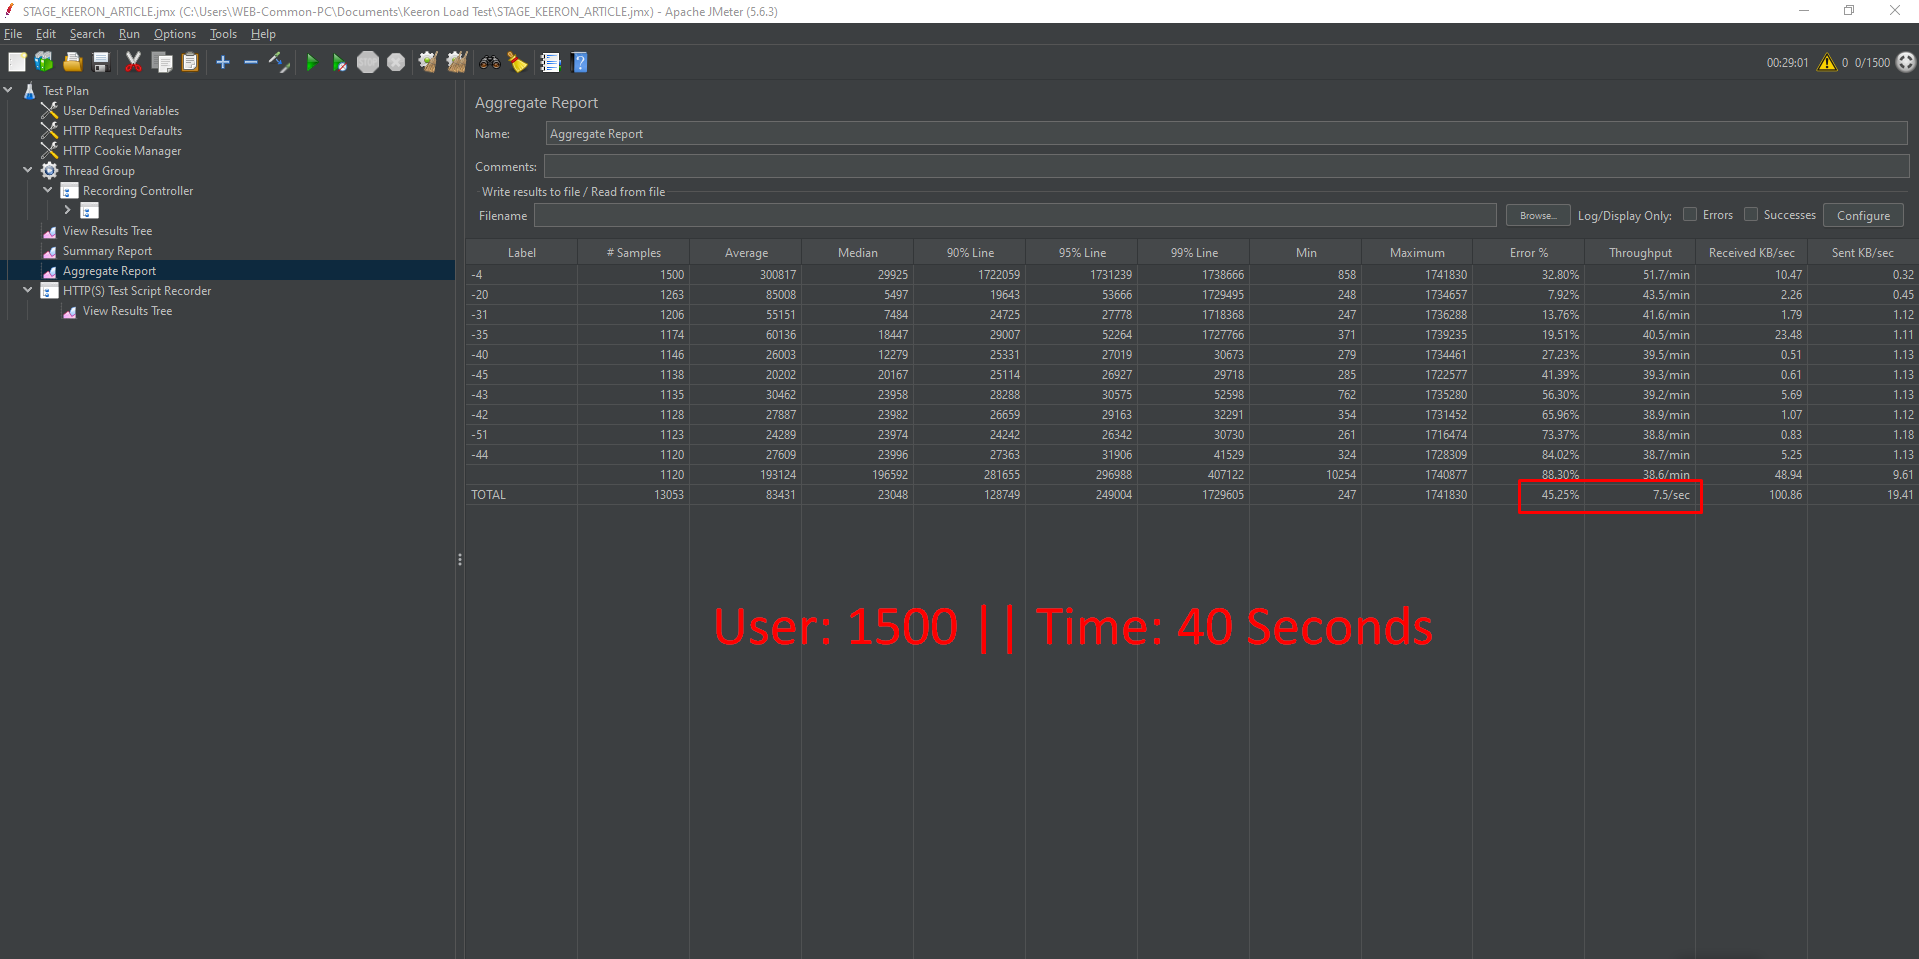 STAGE_KEERON_ARTICLE.jmx (C:\Users\WEB-Common-PC\Documents\Keeron Load Test\STAGE_KEERON_ARTICLE.jmx) - Apache JMeter (5.6.3)
File Edit Search Run Options Tools Help
00:29:01 0 0/1500
Test Plan
User Defined Variables
HTTP Request Defaults
HTTP Cookie Manager
Thread Group
Recording Controller
View Results Tree
Summary Report
Aggregate Report
HTTP(S) Test Script Recorder
View Results Tree
Aggregate Report
Name: Aggregate Report
Comments:
Write results to file / Read from file
Filename Browse... Log/Display Only: Errors Successes Configure
Label # Samples Average Median 90% Line 95% Line 99% Line Min Maximum Error % Throughput Received KB/sec Sent KB/sec
-4 1500 300817 29925 1722059 1731239 1738666 858 1741830 32.80% 51.7/min 10.47 0.32
-20 1263 85008 5497 19643 53666 1729495 248 1734657 7.92% 43.5/min 2.26 0.45
-31 1206 55151 7484 24725 27778 1718368 247 1736288 13.76% 41.6/min 1.79 1.12
-35 1174 60136 18447 29007 52264 1727766 371 1739235 19.51% 40.5/min 23.48 1.11
-40 1146 26003 12279 25331 27019 30673 279 1734461 27.23% 39.5/min 0.51 1.13
-45 1138 20202 20167 25114 26927 29718 285 1722577 41.39% 39.3/min 0.61 1.13
-43 1135 30462 23958 28288 30575 52598 762 1735280 56.30% 39.2/min 5.69 1.13
-42 1128 27887 23982 26659 29163 32291 354 1731452 65.96% 38.9/min 1.07 1.12
-51 1123 24289 23974 24242 26342 30730 261 1716474 73.37% 38.8/min 0.83 1.18
-44 1120 27609 23996 27363 31906 41529 324 1728309 84.02% 38.7/min 5.25 1.13
1120 193124 196592 281655 296988 407122 10254 1740877 88.30% 38.6/min 48.94 9.61
TOTAL 13053 83431 23048 128749 249004 1729605 247 1741830 45.25% 7.5/sec 100.86 19.41
User: 1500 || Time: 40 Seconds